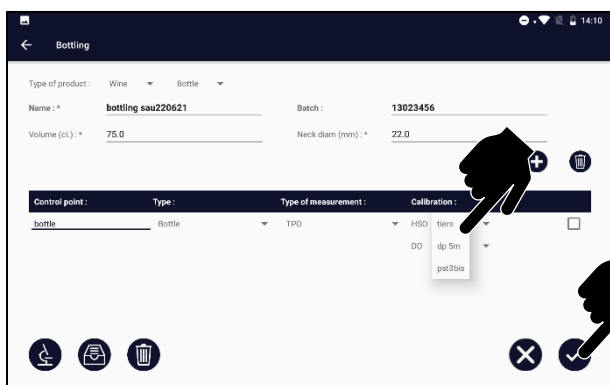 14:10
Bottling
Type of product : Wine Bottle
Name : * bottling sau220621 Batch : 13023456
Volume (cl.) : * 75.0 Neck diam (mm) : * 22.0
Control point : Type : Type of measurement : Calibration :
bottle Bottle TPO HSO tiers
DO dp 5m
pst3bis